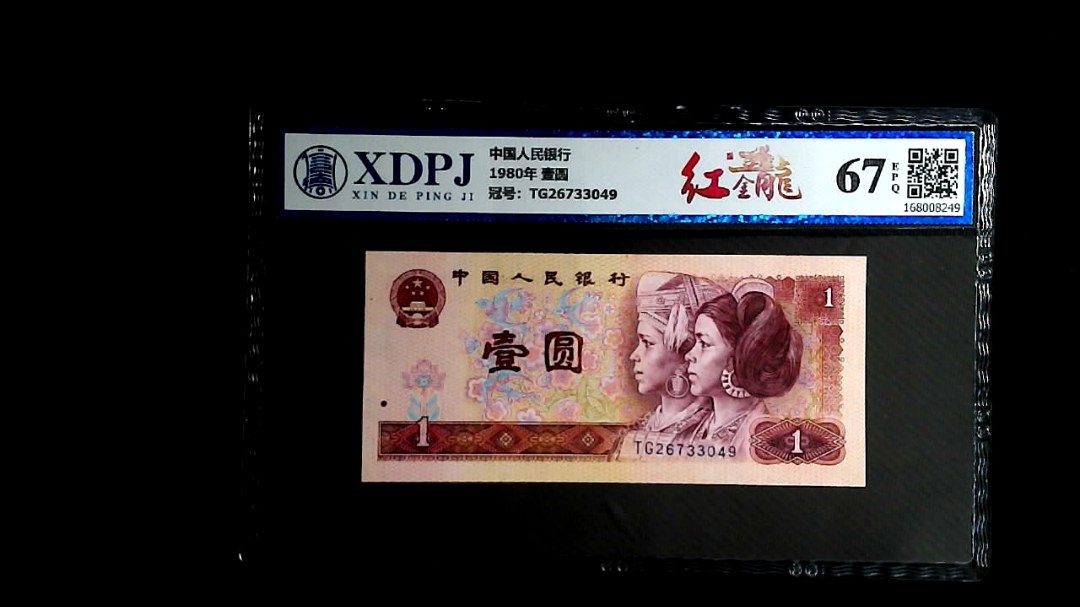 XDPJ
XIN DE PING JI
中国人民银行
1980年 壹圆
冠号: TG26733049
红金龍
67
EPQ
168008249
中国人民银行
壹圆
1
1
TG26733049
1